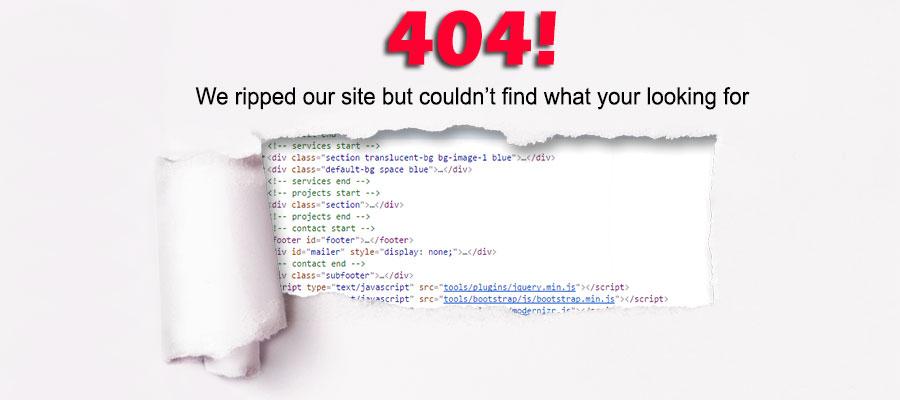 404!
We ripped our site but couldn't find what your looking for
<!-- services start -->
<div class="section translucent-bg bg-image-1 blue">…</div>
<div class="default-bg space blue">…</div>
<!-- services end -->
<!-- projects start -->
<div class="section">…</div>
!-- projects end -->
!-- contact start -->
footer id="footer">…</footer>
iv id="mailer" style="display: none;">…</div>
-- contact end -->
iv class="subfooter">…</div>
ript type="text/javascript" src="tools/plugins/jquery.min.js"></script>
t/javascript" src="tools/bootstrap/js/bootstrap.min.js"></script>
/modernizr.js">